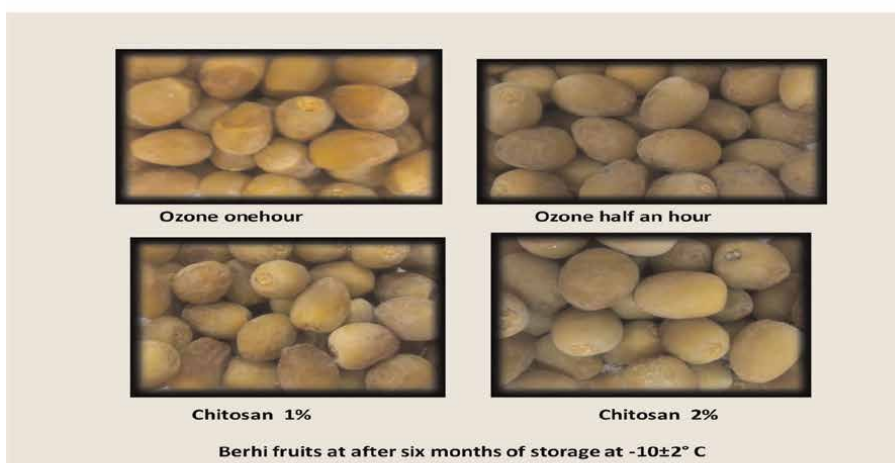 Ozone onehour
Ozone half an hour
Chitosan 1%
Chitosan 2%
Berhi fruits at after six months of storage at -10±2° C